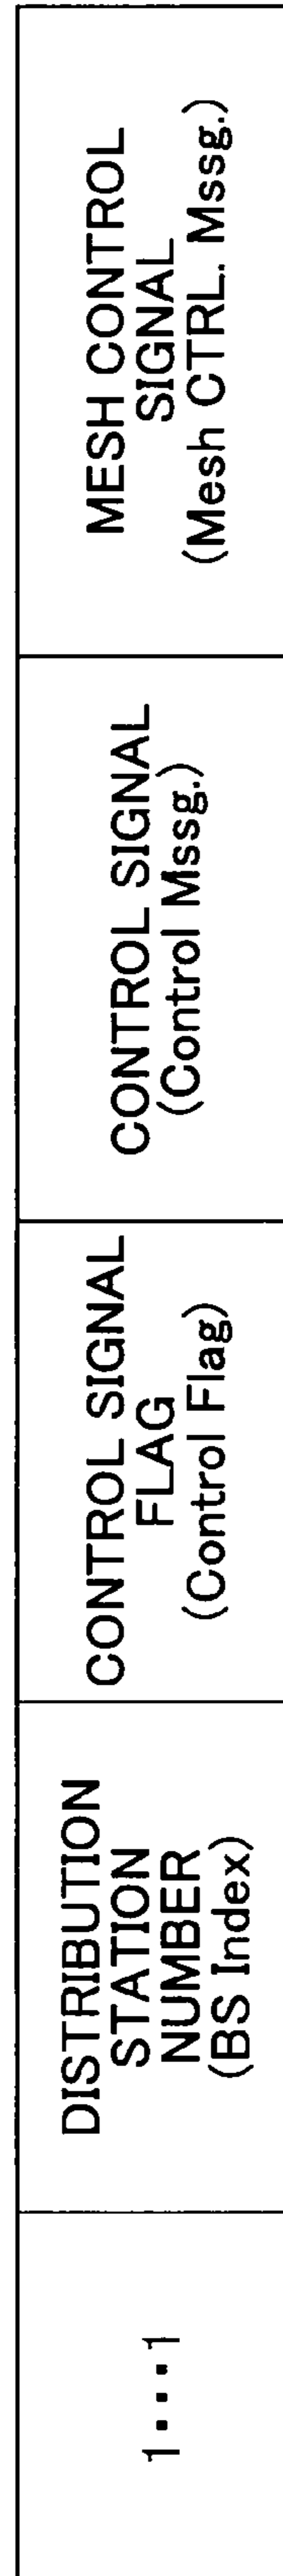 1 ··· 1
DISTRIBUTION
STATION
NUMBER
(BS Index)
CONTROL SIGNAL
FLAG
(Control Flag)
CONTROL SIGNAL
(Control Mssg.)
MESH CONTROL
SIGNAL
(Mesh CTRL. Mssg.)